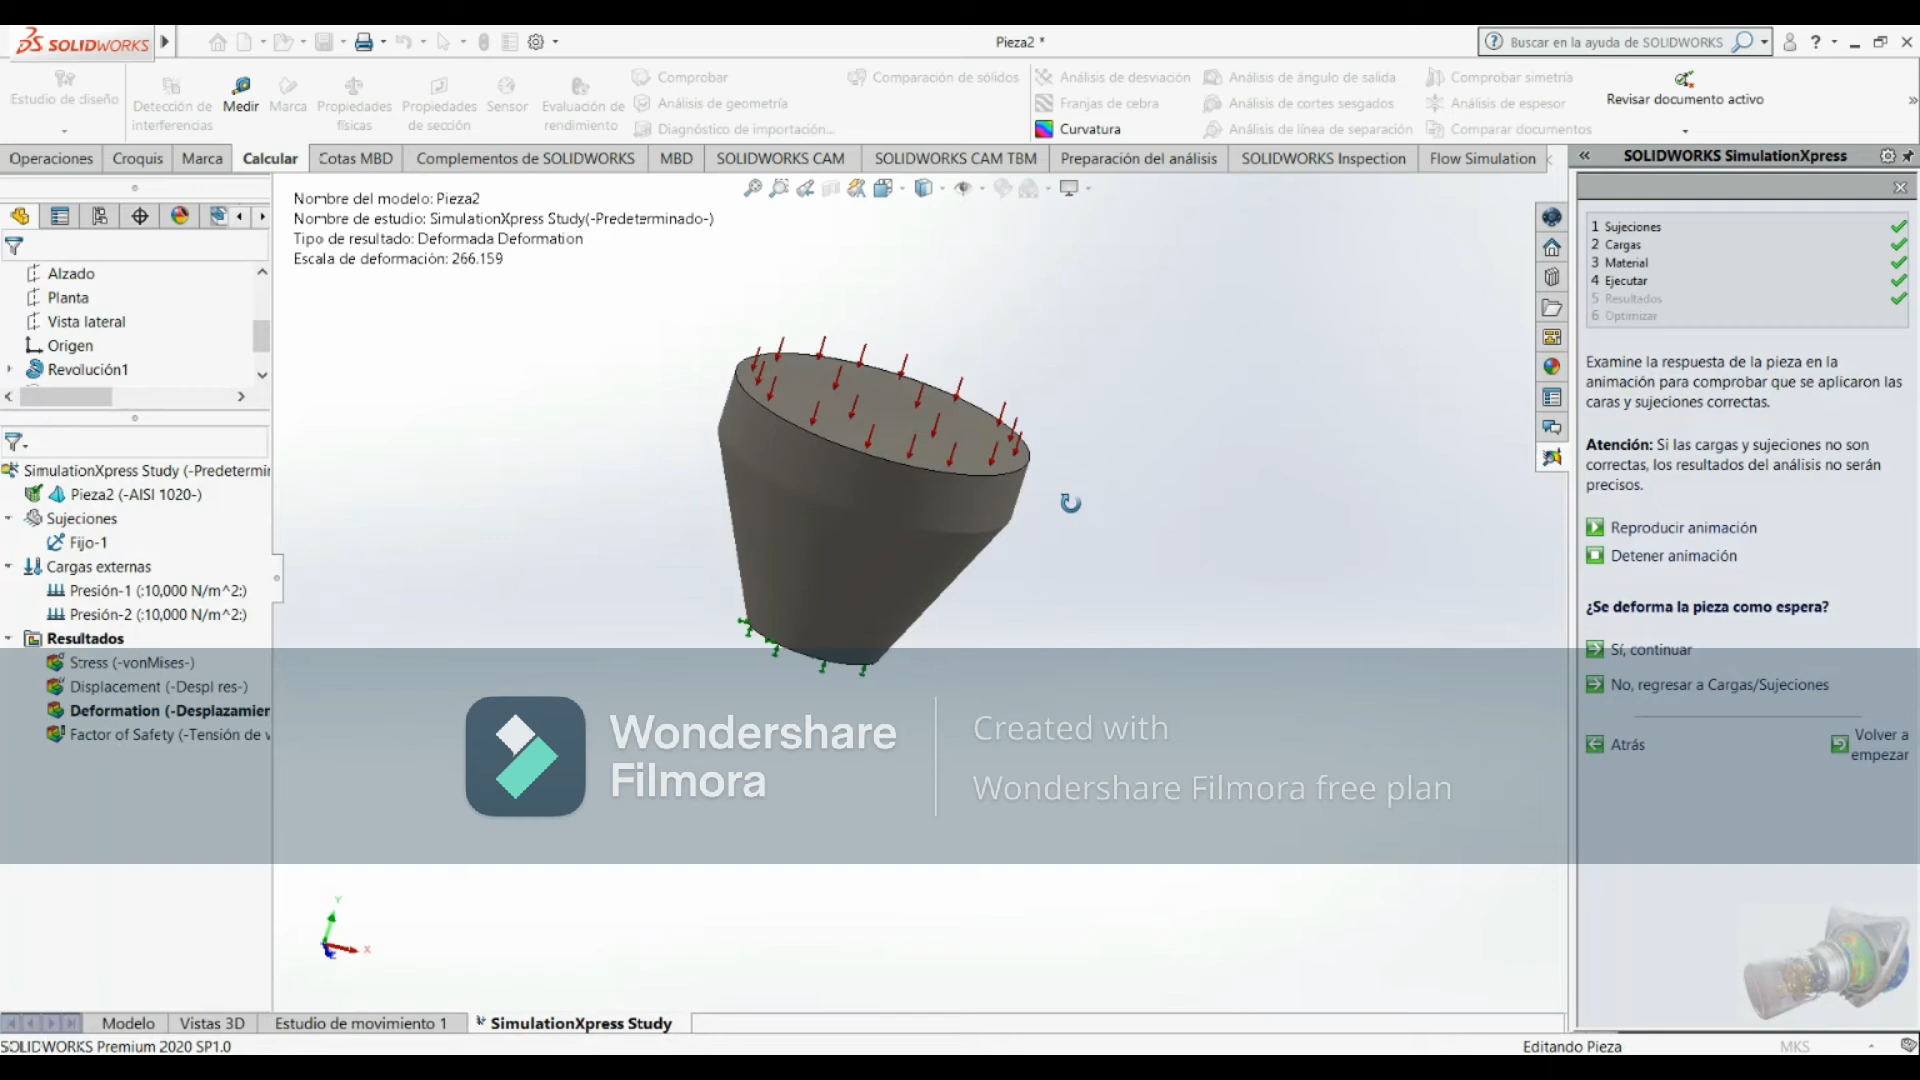 SOLIDWORKS
Pieza2 *
Buscar en la ayuda de SOLIDWORKS
Estudio de diseño
Detección de interferencias
Medir
Marca
Propiedades físicas
Propiedades de sección
Sensor
Evaluación de rendimiento
Comprobar
Análisis de geometría
Diagnóstico de importación...
Comparación de sólidos
Análisis de desviación
Franjas de cebra
Curvatura
Análisis de ángulo de salida
Análisis de cortes sesgados
Análisis de línea de separación
Comprobar simetría
Análisis de espesor
Comparar documentos
Revisar documento activo
Operaciones
Croquis
Marca
Calcular
Cotas MBD
Complementos de SOLIDWORKS
MBD
SOLIDWORKS CAM
SOLIDWORKS CAM TBM
Preparación del análisis
SOLIDWORKS Inspection
Flow Simulation
SOLIDWORKS SimulationXpress
Alzado
Planta
Vista lateral
Origen
Revolución1
SimulationXpress Study (-Predetermin
Pieza2 (-AISI 1020-)
Sujeciones
Fijo-1
Cargas externas
Presión-1 (:10,000 N/m^2:)
Presión-2 (:10,000 N/m^2:)
Resultados
Stress (-vonMises-)
Displacement (-Despl res-)
Deformation (-Desplazamier
Factor of Safety (-Tensión de v
Nombre del modelo: Pieza2
Nombre de estudio: SimulationXpress Study(-Predeterminado-)
Tipo de resultado: Deformada Deformation
Escala de deformación: 266.159
1 Sujeciones
2 Cargas
3 Material
4 Ejecutar
5 Resultados
6 Optimizar
Examine la respuesta de la pieza en la
animación para comprobar que se aplicaron las
caras y sujeciones correctas.
Atención: Si las cargas y sujeciones no son
correctas, los resultados del análisis no serán
precisos.
Reproducir animación
Detener animación
¿Se deforma la pieza como espera?
Sí, continuar
No, regresar a Cargas/Sujeciones
Atrás
Volver a
empezar
Wondershare
Filmora
Created with
Wondershare Filmora free plan
Y
X
Modelo
Vistas 3D
Estudio de movimiento 1
SimulationXpress Study
SOLIDWORKS Premium 2020 SP1.0
Editando Pieza
MKS